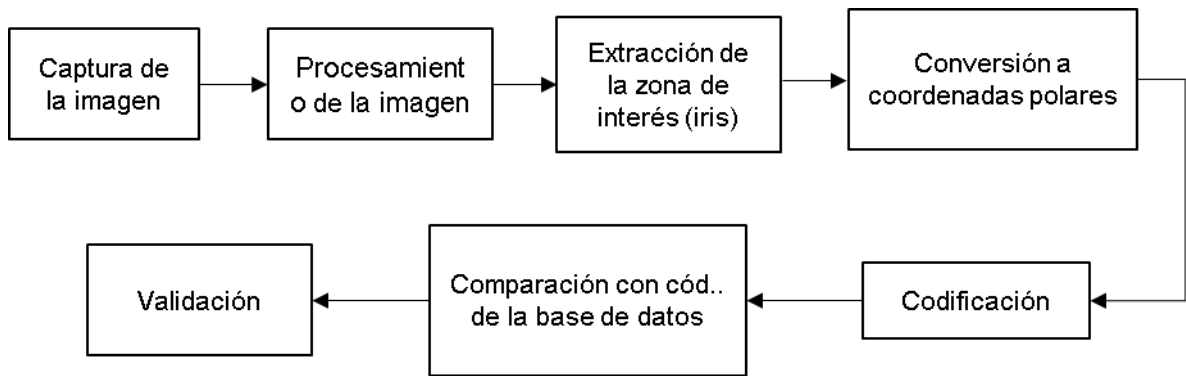 Captura de
la imagen
Procesamient
o de la imagen
Extracción de
la zona de
interés (iris)
Conversión a
coordenadas polares
Codificación
Comparación con cód..
de la base de datos
Validación